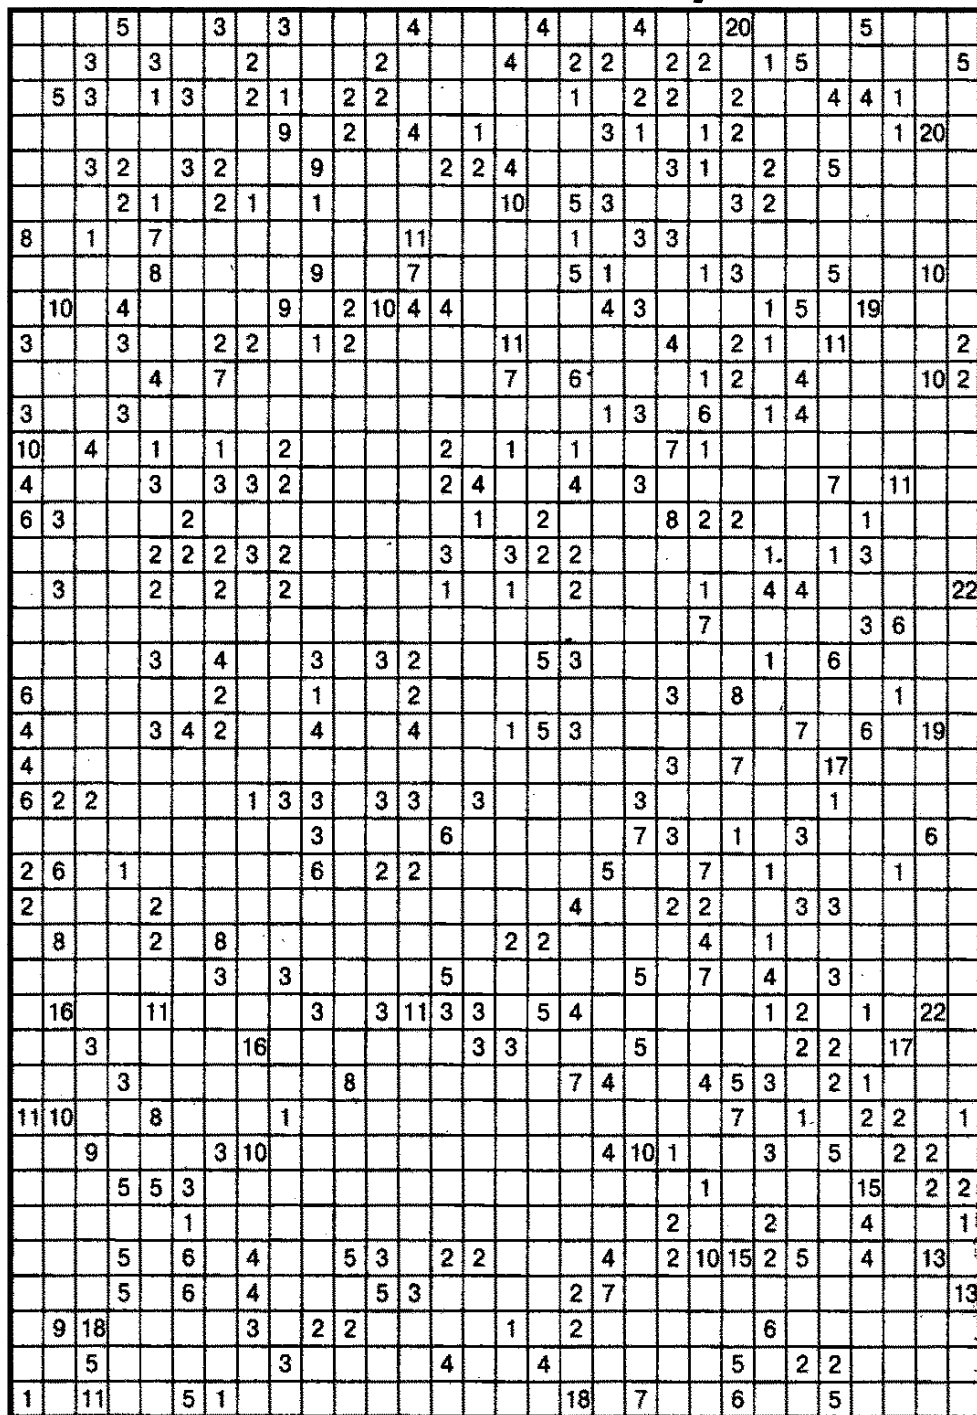 5 3 3 4 4 4 20 5
3 3 2 2 4 2 2 2 2 1 5 5
5 3 1 3 2 1 2 2 1 2 2 2 4 4 1
9 2 4 1 3 1 1 2 1 20
3 2 3 2 9 2 2 4 3 1 2 5
2 1 2 1 1 10 5 3 3 2
8 1 7 11 1 3 3
8 9 7 5 1 1 3 5 10
10 4 9 2 10 4 4 4 3 1 5 19
3 3 2 2 1 2 11 4 2 1 11 2
4 7 7 6 1 2 4 10 2
3 3 1 3 6 1 4
10 4 1 1 2 2 1 1 7 1
4 3 3 3 2 2 4 4 3 7 11
6 3 2 1 2 8 2 2 1
2 2 2 3 2 3 3 2 2 1 1 3
3 2 2 2 1 1 2 1 4 4 22
7 3 6
3 4 3 3 2 5 3 1 6
6 2 1 2 3 8 1
4 3 4 2 4 4 1 5 3 7 6 19
4 3 7 17
6 2 2 1 3 3 3 3 3 3 1
3 6 7 3 1 3 6
2 6 1 6 2 2 5 7 1 1
2 2 4 2 2 3 3
8 2 8 2 2 4 1
3 3 5 5 7 4 3
16 11 3 3 11 3 3 5 4 1 2 1 22
3 16 3 3 5 2 2 17
3 8 7 4 4 5 3 2 1
11 10 8 1 7 1 2 2 1
9 3 10 4 10 1 3 5 2 2
5 5 3 1 15 2 2
1 2 2 4 1
5 6 4 5 3 2 2 4 2 10 15 2 5 4 13
5 6 4 5 3 2 7 13
9 18 3 2 2 1 2 6
5 3 4 4 5 2 2
1 11 5 1 18 7 6 5